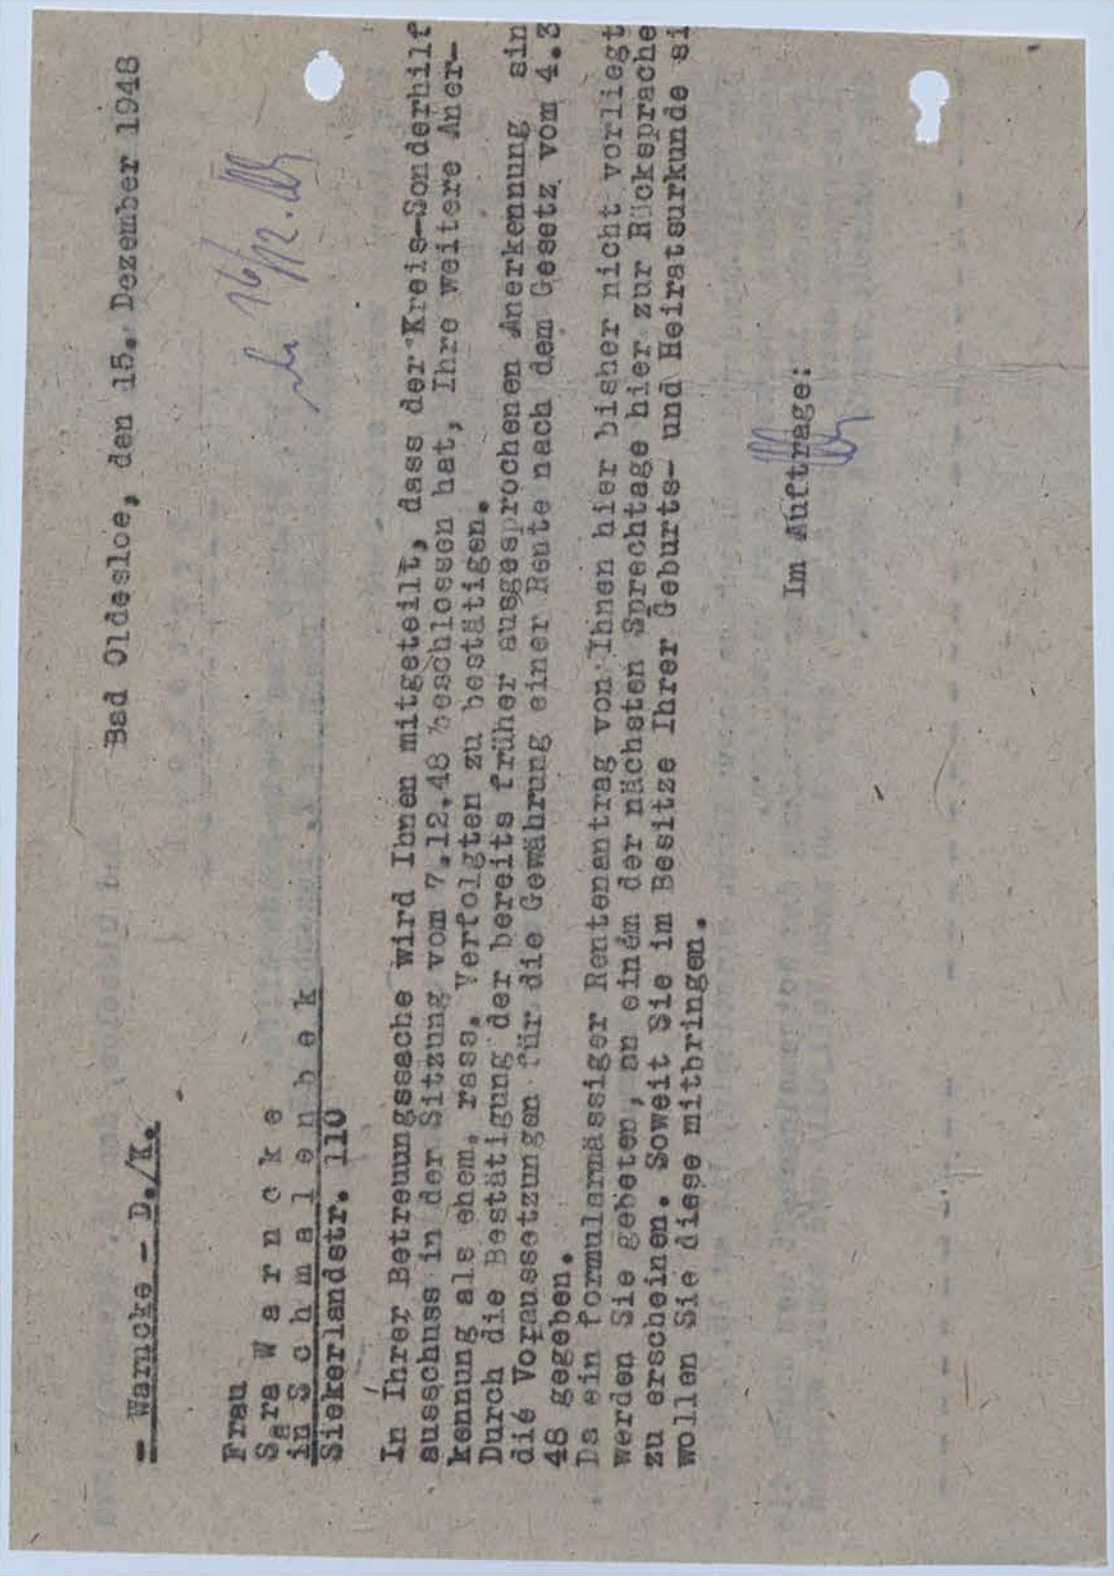 - Warncke - D./K.
Bad Oldesloe, den 15. Dezember 1948
16/12.
Frau
Sara W a r n c k e
in S c h m a l e n b e k
Siekerlandstr. 110
In Ihrer Betreuungssache wird Ihnen mitgeteilt, dass der Kreis-Sonderhilf
ausschuss in der Sitzung vom 7.12.48 beschlossen hat, Ihre weitere Aner-
kennung als ehem. rass. Verfolgten zu bestätigen.
Durch die Bestätigung der bereits früher ausgesprochenen Anerkennung sin
die Voraussetzungen für die Gewährung einer Rente nach dem Gesetz vom 4.3
48 gegeben.
Da ein formularmässiger Rentenantrag von Ihnen hier bisher nicht vorliegt
werden Sie gebeten, an einem der nächsten Sprechtage hier zur Rücksprache
zu erscheinen. Soweit Sie im Besitze Ihrer Geburts- und Heiratsurkunde si
wollen Sie diese mitbringen.
Im Auftrage: